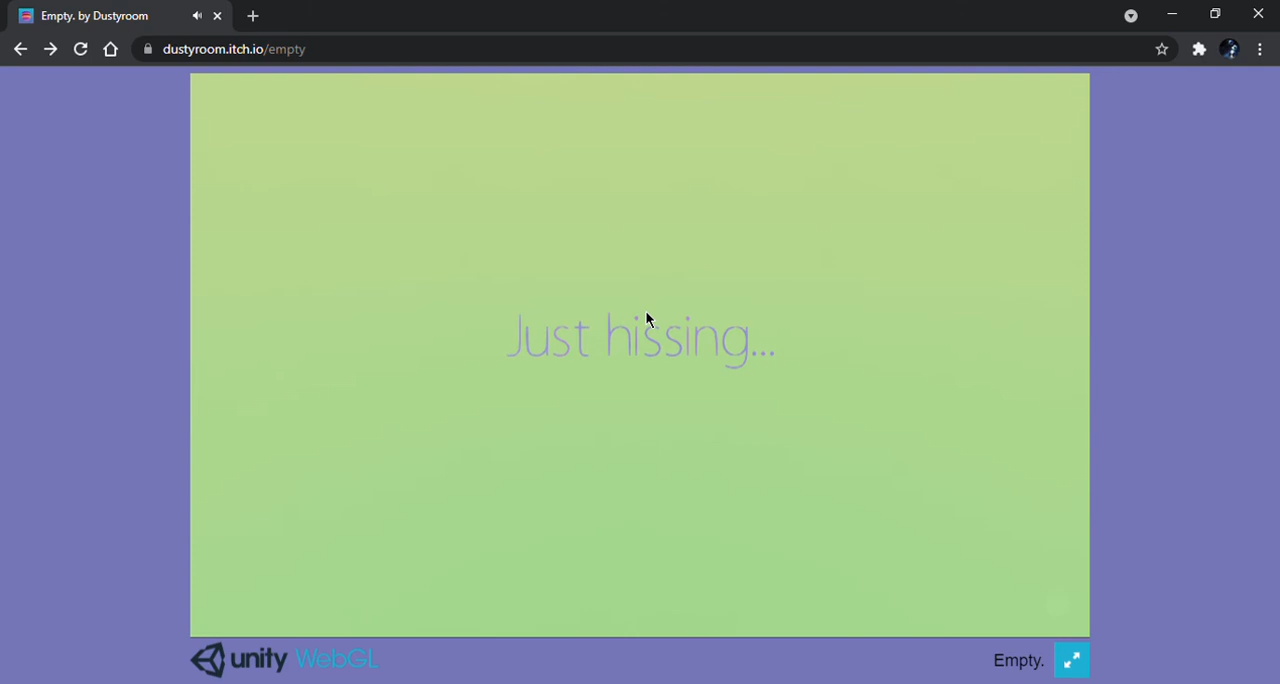 Empty. by Dustyroom
dustyroom.itch.io/empty
Just hissing...
unity WebGL
Empty.